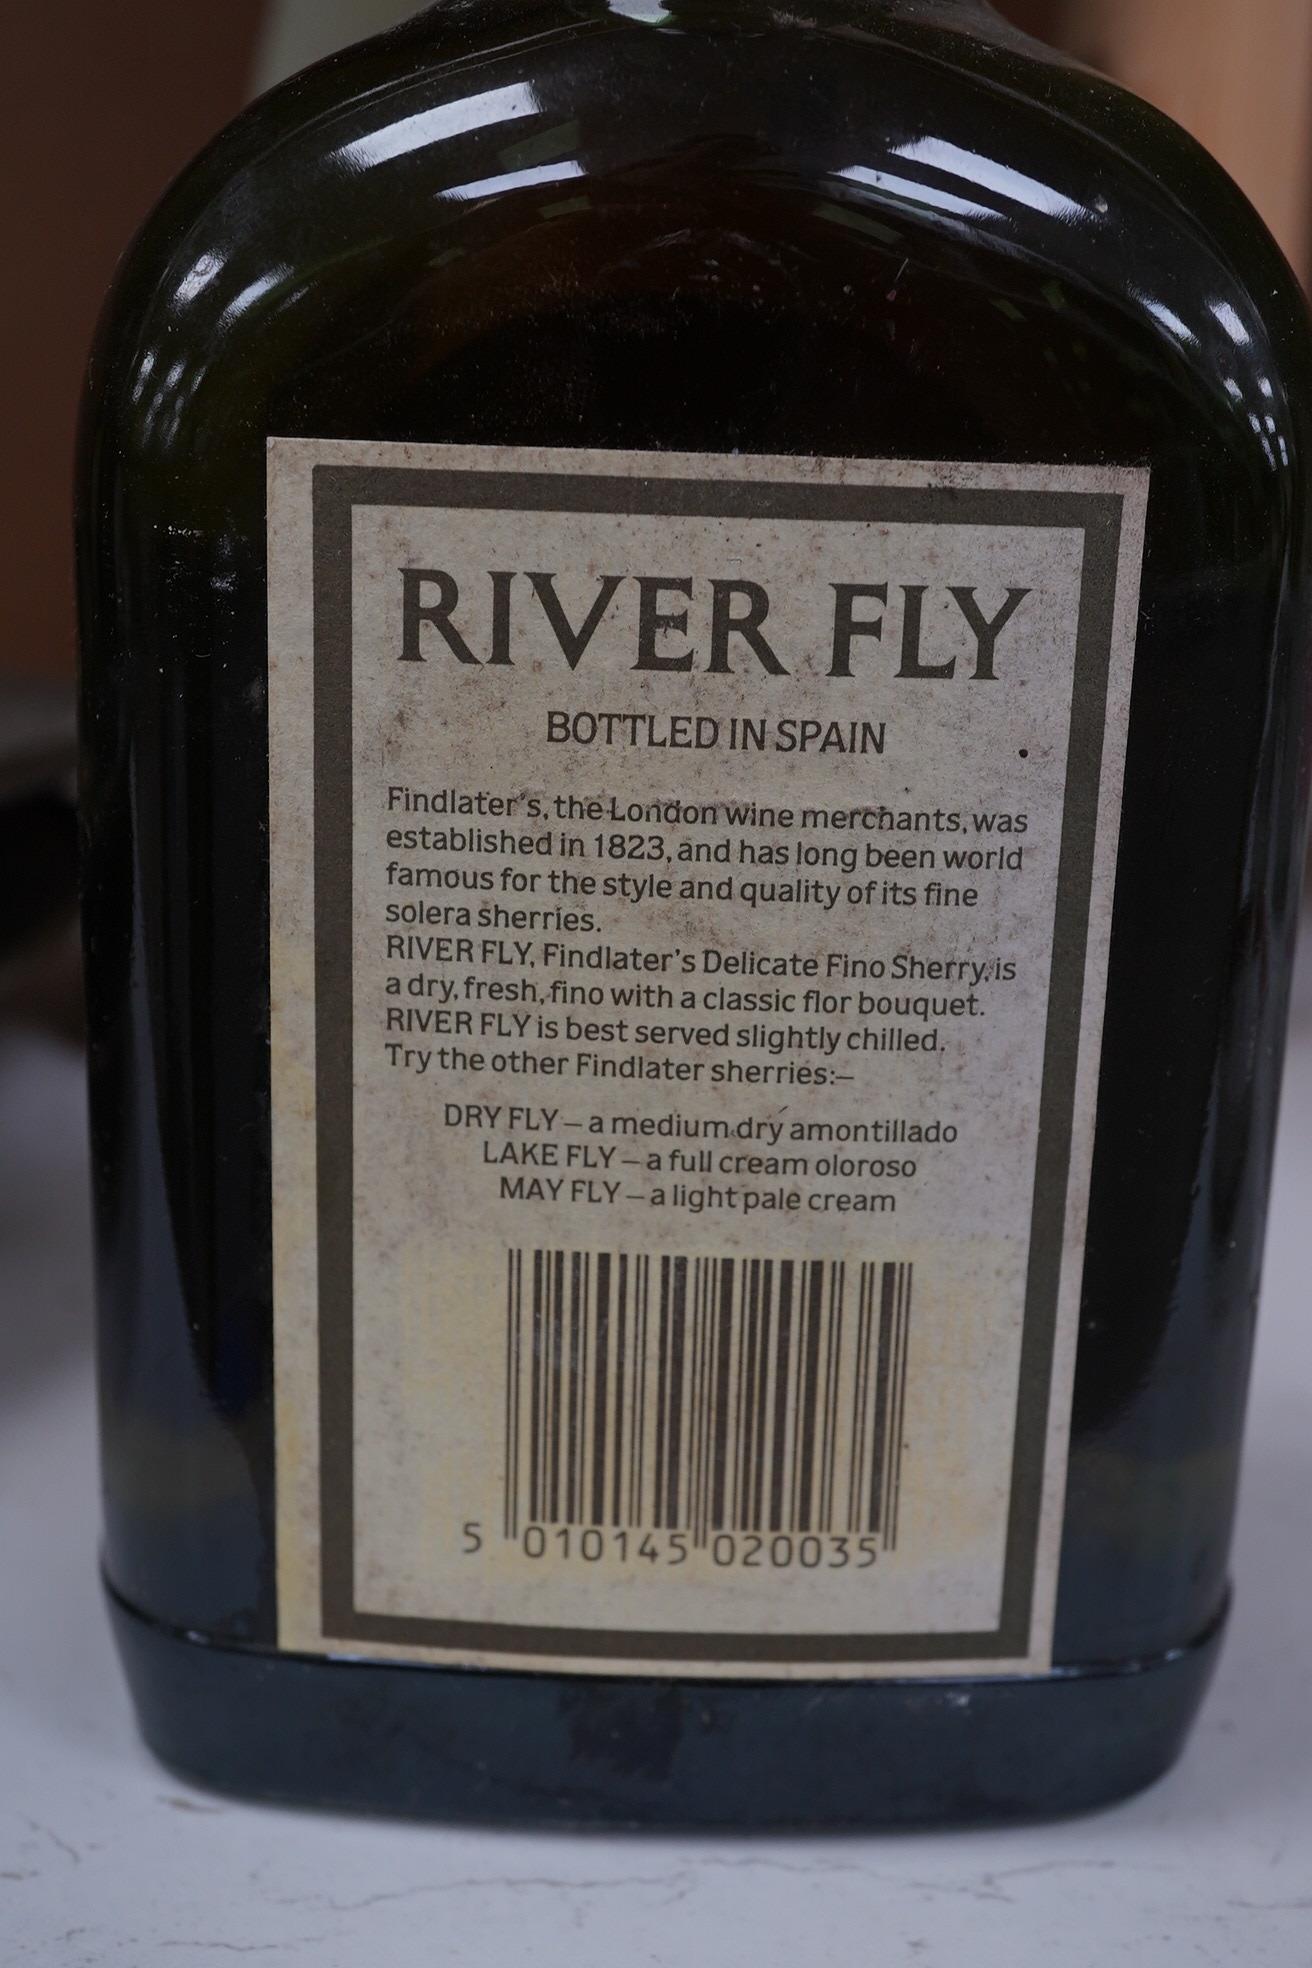 RIVER FLY
BOTTLED IN SPAIN
Findlater's, the London wine merchants, was
established in 1823, and has long been world
famous for the style and quality of its fine
solera sherries.
RIVER FLY, Findlater's Delicate Fino Sherry, is
a dry, fresh, fino with a classic flor bouquet.
RIVER FLY is best served slightly chilled.
Try the other Findlater sherries:–
DRY FLY – a medium dry amontillado
LAKE FLY – a full cream oloroso
MAY FLY – a light pale cream
5 010145 020035